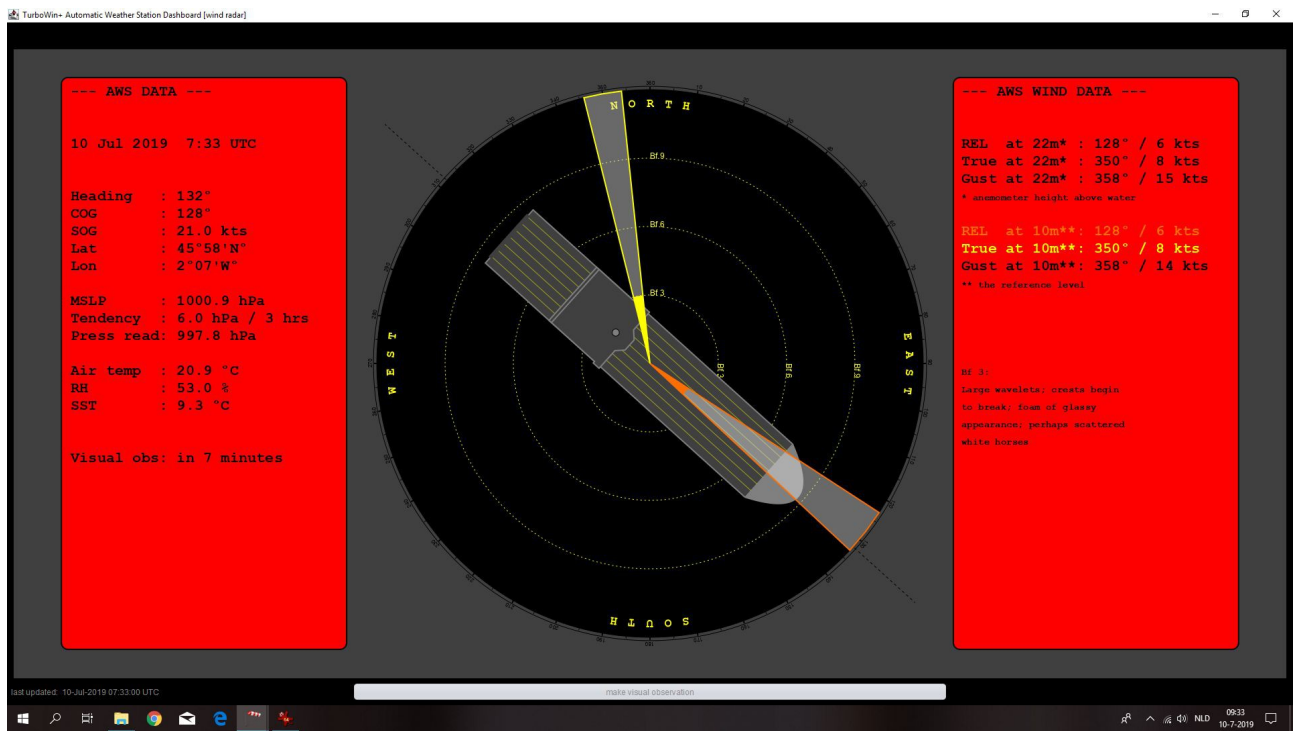 TurboWin+ Automatic Weather Station Dashboard [wind radar]
--- AWS DATA ---
10 Jul 2019 7:33 UTC
Heading : 132°
COG : 128°
SOG : 21.0 kts
Lat : 45°58'N°
Lon : 2°07'W°
MSLP : 1000.9 hPa
Tendency : 6.0 hPa / 3 hrs
Press read: 997.8 hPa
Air temp : 20.9 °C
RH : 53.0 %
SST : 9.3 °C
Visual obs: in 7 minutes
NORTH
Bf.9
Bf.6
Bf3
WEST
Bf3
Bf6
Bf9
EAST
SOUTH
--- AWS WIND DATA ---
REL at 22m* : 128° / 6 kts
True at 22m* : 350° / 8 kts
Gust at 22m* : 358° / 15 kts
* anemometer height above water
REL at 10m**: 128° / 6 kts
True at 10m**: 350° / 8 kts
Gust at 10m**: 358° / 14 kts
** the reference level
Bf 3:
Large wavelets; crests begin
to break; foam of glassy
appearance; perhaps scattered
white horses
last updated: 10-Jul-2019 07:33:00 UTC
make visual observation
NLD
09:33
10-7-2019